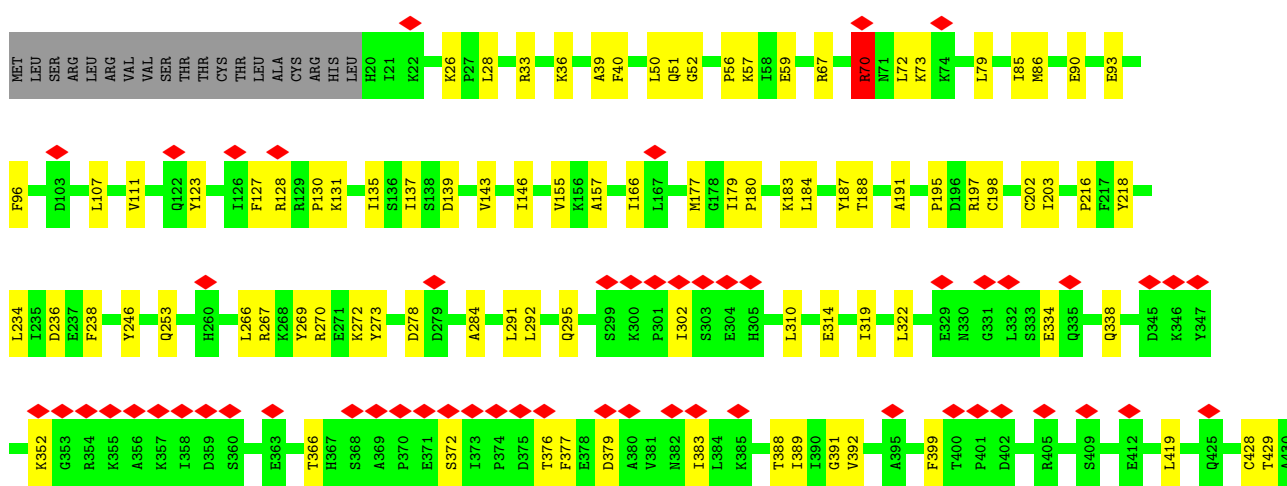 MET LEU SER ARG LEU ARG VAL VAL SER THR THR CYS THR LEU ALA CYS ARG HIS LEU H20 I21 K22 K26 P27 L28 R33 K36 A39 F40 L50 Q51 G52 P56 K57 I58 E59 R67 R70 N71 L72 K73 K74 L79 I85 M86 E90 E93
F96 D103 L107 V111 Q122 Y123 I126 F127 R128 R129 P130 K131 I135 S136 I137 S138 D139 V143 I146 V155 K156 A157 I166 L167 M177 G178 I179 P180 K183 L184 Y187 T188 A191 P195 D196 R197 C198 C202 I203 P216 F217 Y218
L234 I235 D236 E237 F238 Y246 Q253 H260 L266 R267 K268 Y269 R270 E271 K272 Y273 D278 D279 A284 L291 L292 Q295 S299 K300 P301 I302 S303 E304 H305 L310 E314 I319 L322 E329 N330 G331 L332 S333 E334 Q335 Q338 D345 K346 Y347
K352 G353 R354 K355 A356 K357 I358 D359 S360 E363 T366 H367 S368 A369 P370 E371 S372 I373 P374 D375 T376 F377 E378 D379 A380 V381 N382 I383 L384 K385 T388 I389 I390 G391 V392 A395 F399 T400 P401 D402 R405 S409 E412 L419 Q425 C428 T429 A430